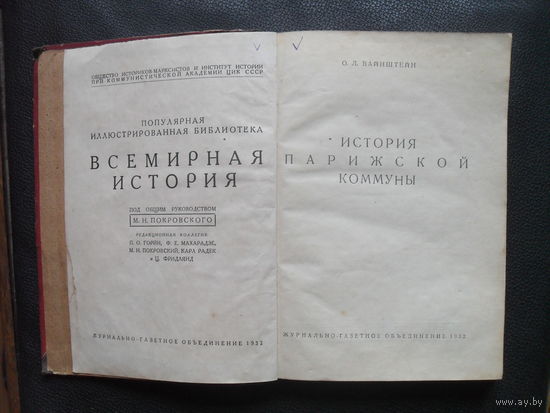 ОБЩЕСТВО ИСТОРИКОВ-МАРКСИСТОВ И ИНСТИТУТ ИСТОРИИ
ПРИ КОММУНИСТИЧЕСКОЙ АКАДЕМИИ ЦИК СССР
ПОПУЛЯРНАЯ
ИЛЛЮСТРИРОВАННАЯ БИБЛИОТЕКА
ВСЕМИРНАЯ
ИСТОРИЯ
ПОД ОБЩИМ РУКОВОДСТВОМ
М. Н. ПОКРОВСКОГО
РЕДАКЦИОННАЯ КОЛЛЕГИЯ:
П. О. ГОРИН, Ф. Е. МАХАРАДЗЕ,
М. Н. ПОКРОВСКИЙ, КАРЛ РАДЕК
и Ц. ФРИДЛЯНД
ЖУРНАЛЬНО-ГАЗЕТНОЕ ОБЪЕДИНЕНИЕ 1932
О. Л. ВАЙНШТЕЙН
ИСТОРИЯ
ПАРИЖСКОЙ
КОММУНЫ
ЖУРНАЛЬНО-ГАЗЕТНОЕ ОБЪЕДИНЕНИЕ 1932
www.ay.by